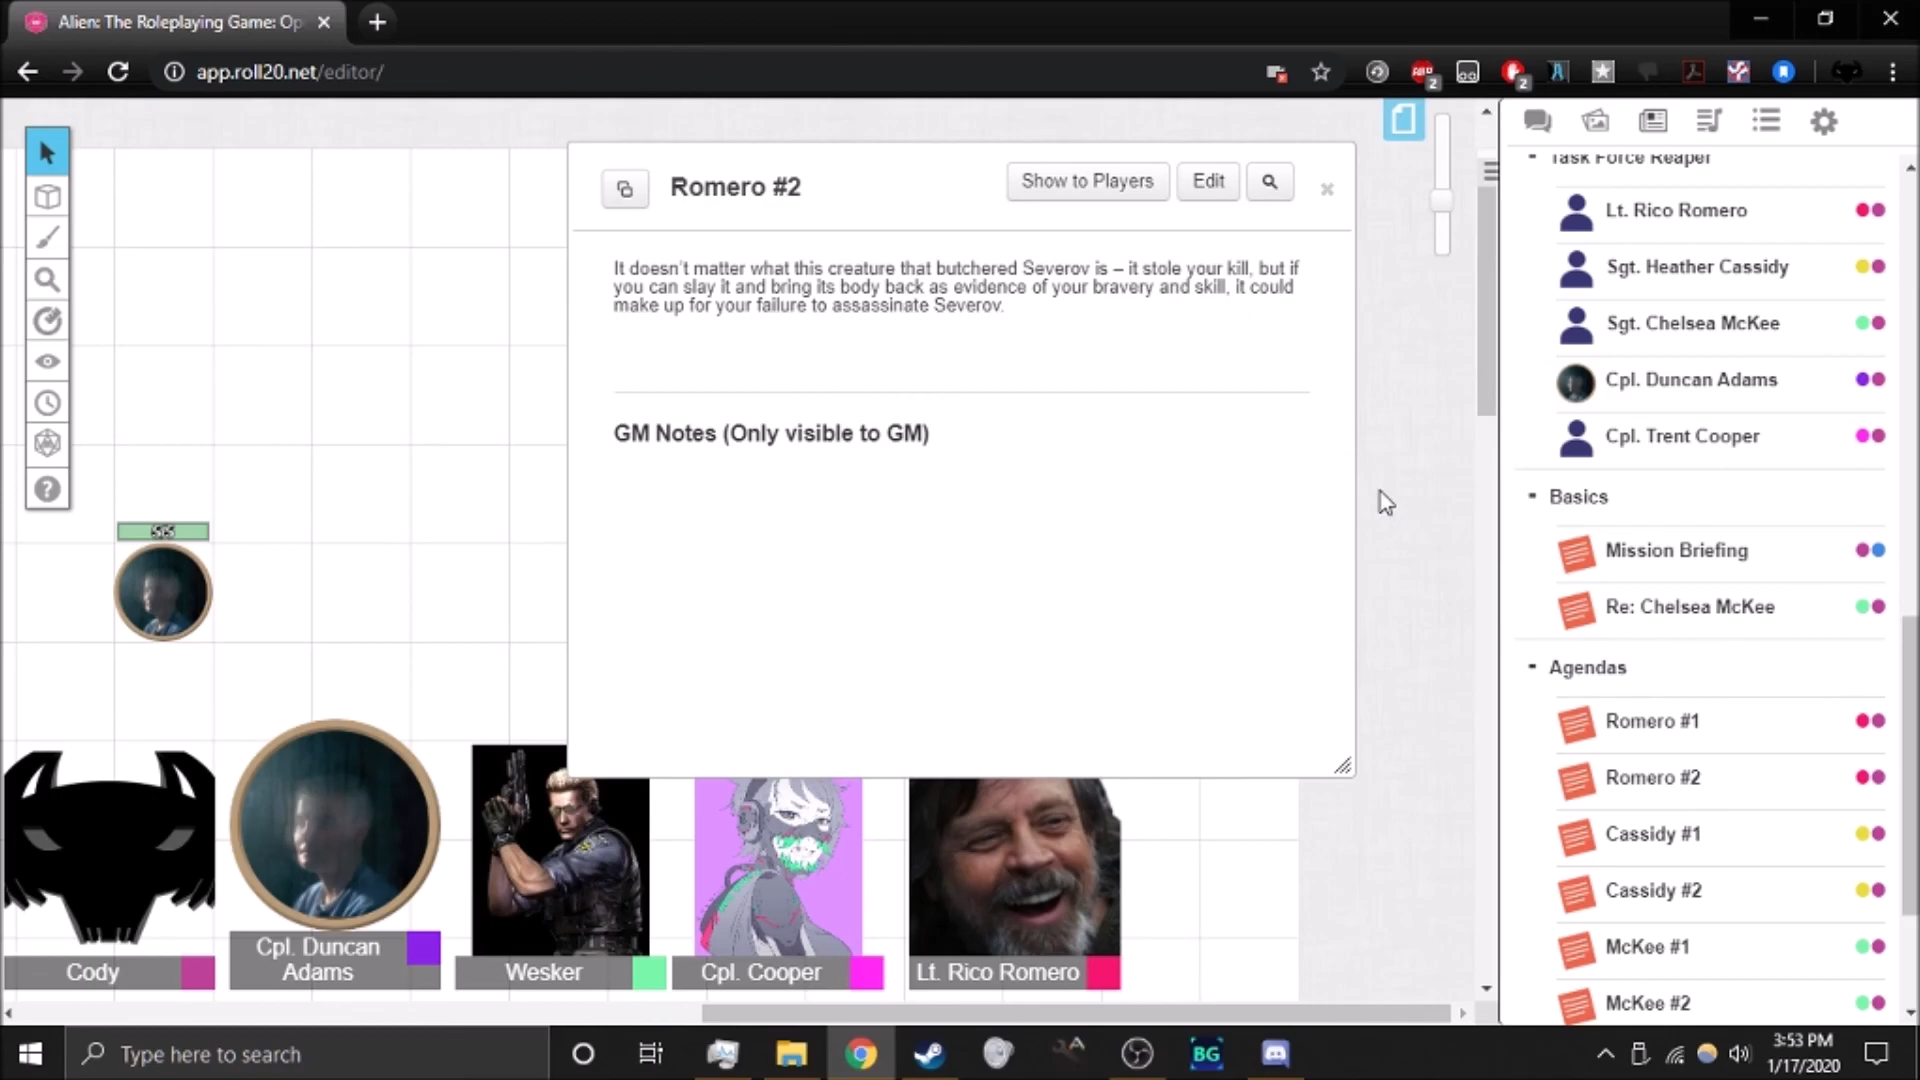 Alien: The Roleplaying Game: Op
app.roll20.net/editor/
2
2
Romero #2
Show to Players
Edit
It doesn't matter what this creature that butchered Severov is – it stole your kill, but if
you can slay it and bring its body back as evidence of your bravery and skill, it could
make up for your failure to assassinate Severov.
GM Notes (Only visible to GM)
Task Force Reaper
Lt. Rico Romero
Sgt. Heather Cassidy
Sgt. Chelsea McKee
Cpl. Duncan Adams
Cpl. Trent Cooper
Basics
Mission Briefing
Re: Chelsea McKee
Agendas
Romero #1
Romero #2
Cassidy #1
Cassidy #2
McKee #1
McKee #2
Cody
Cpl. Duncan
Adams
Wesker
Cpl. Cooper
Lt. Rico Romero
Type here to search
BG
3:53 PM
1/17/2020